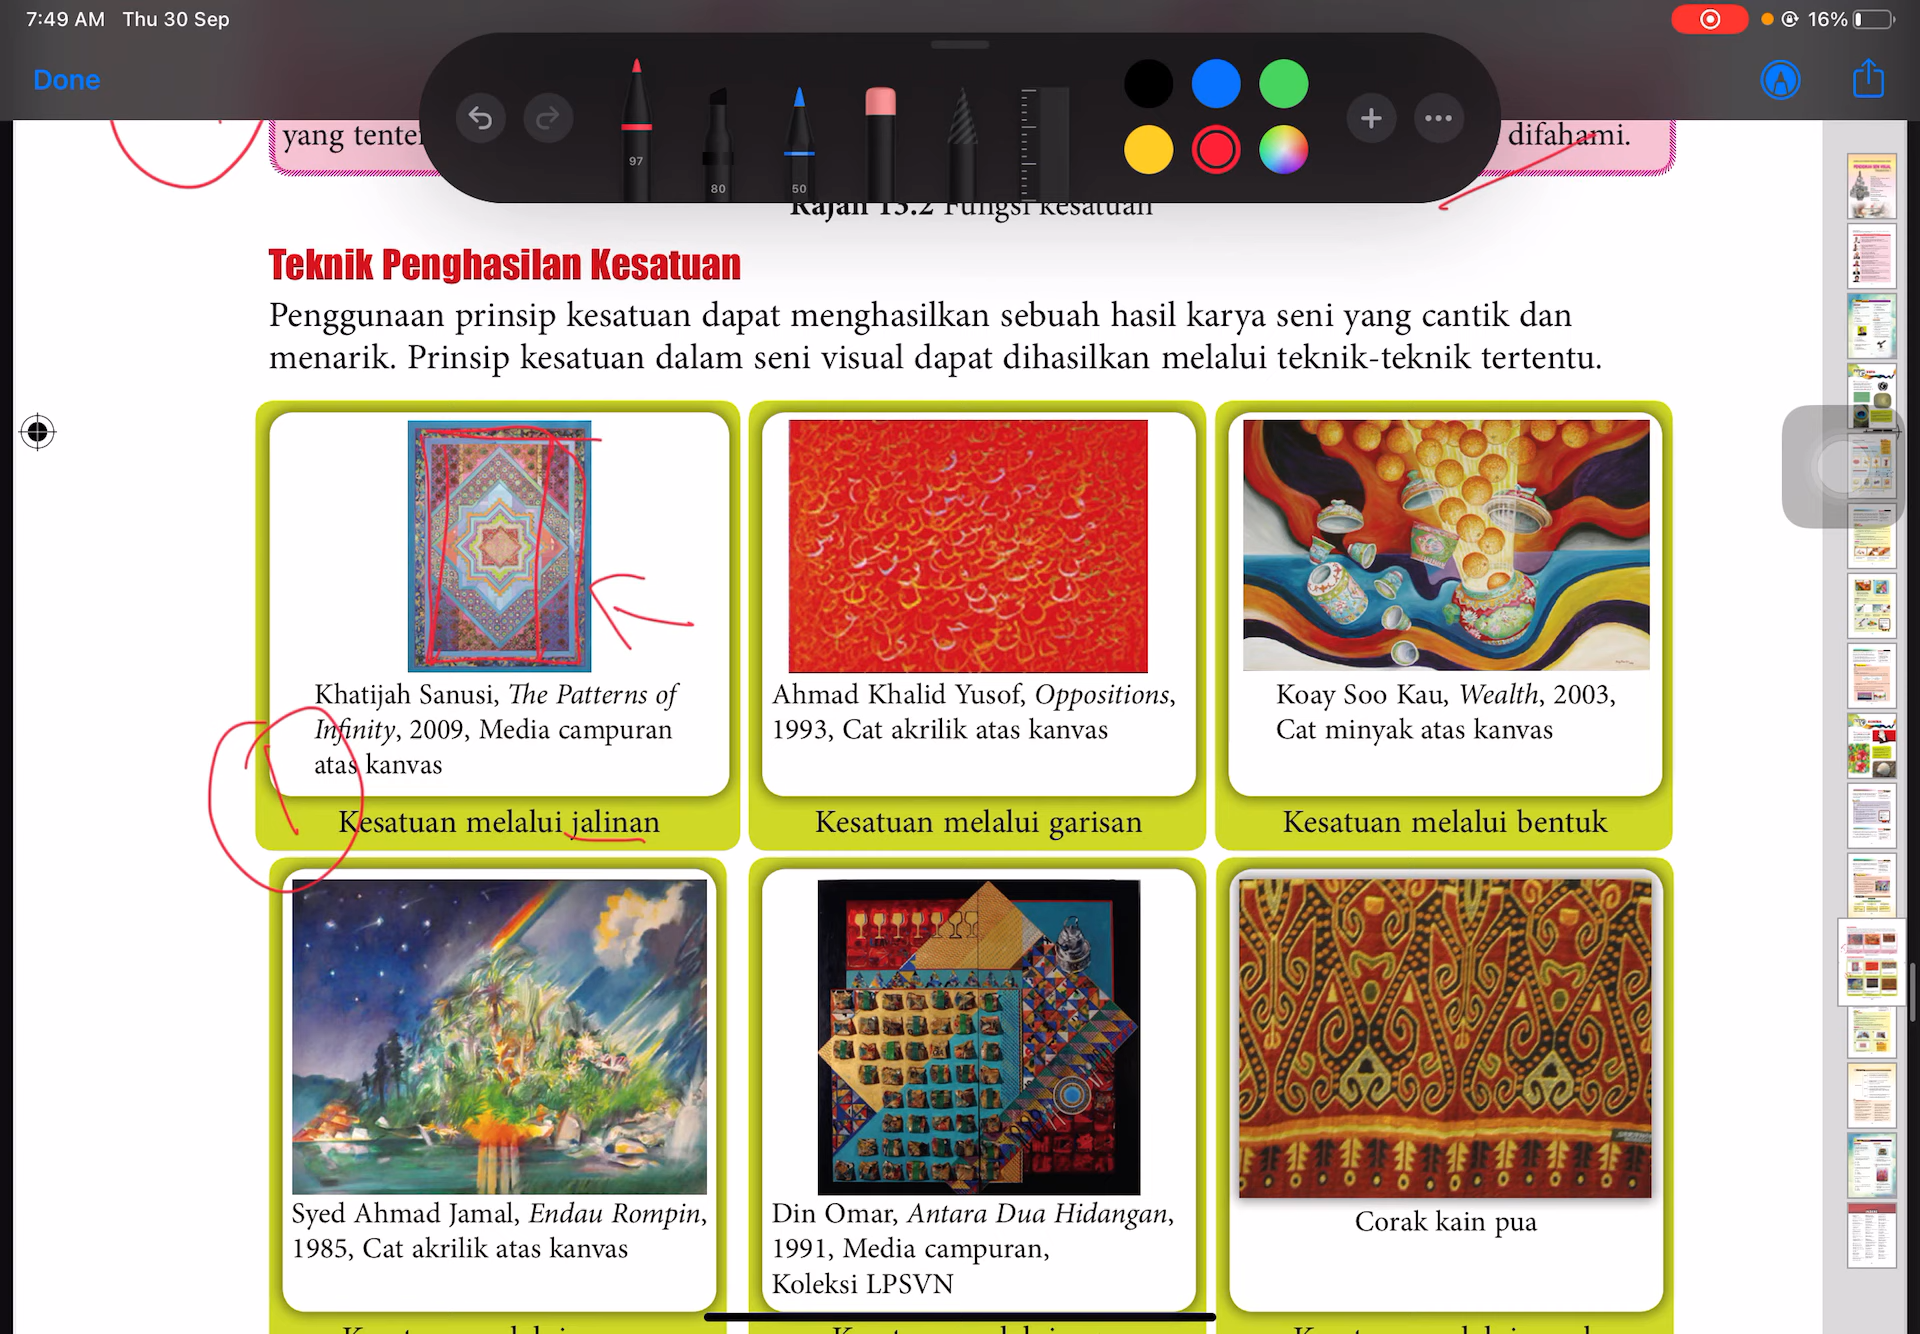 7:49 AM Thu 30 Sep
16%
Done
97
80
50
yang
difahami.
Rajah 13.2 Fungsi kesatuan
Teknik Penghasilan Kesatuan
Penggunaan prinsip kesatuan dapat menghasilkan sebuah hasil karya seni yang cantik dan
menarik. Prinsip kesatuan dalam seni visual dapat dihasilkan melalui teknik-teknik tertentu.
Khatijah Sanusi, The Patterns of
Infinity, 2009, Media campuran
atas kanvas
Kesatuan melalui jalinan
Ahmad Khalid Yusof, Oppositions,
1993, Cat akrilik atas kanvas
Kesatuan melalui garisan
Koay Soo Kau, Wealth, 2003,
Cat minyak atas kanvas
Kesatuan melalui bentuk
Syed Ahmad Jamal, Endau Rompin,
1985, Cat akrilik atas kanvas
Din Omar, Antara Dua Hidangan,
1991, Media campuran,
Koleksi LPSVN
Corak kain pua